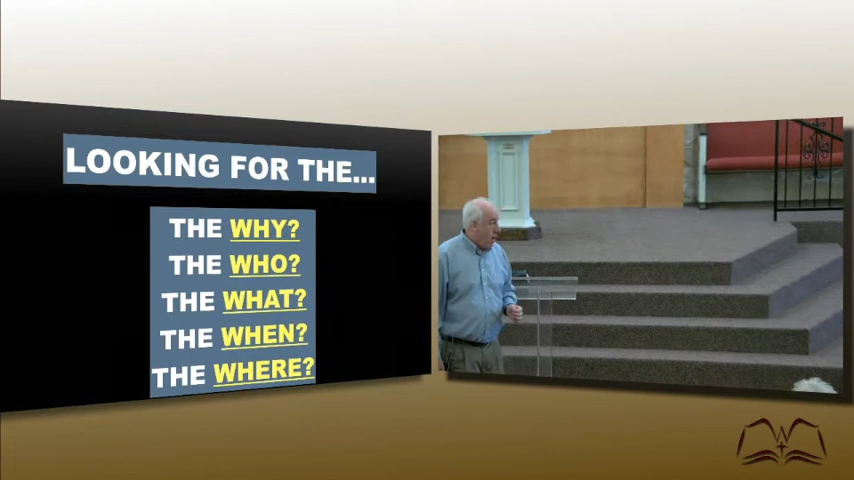 LOOKING FOR THE...
THE WHY?
THE WHO?
THE WHAT?
THE WHEN?
THE WHERE?